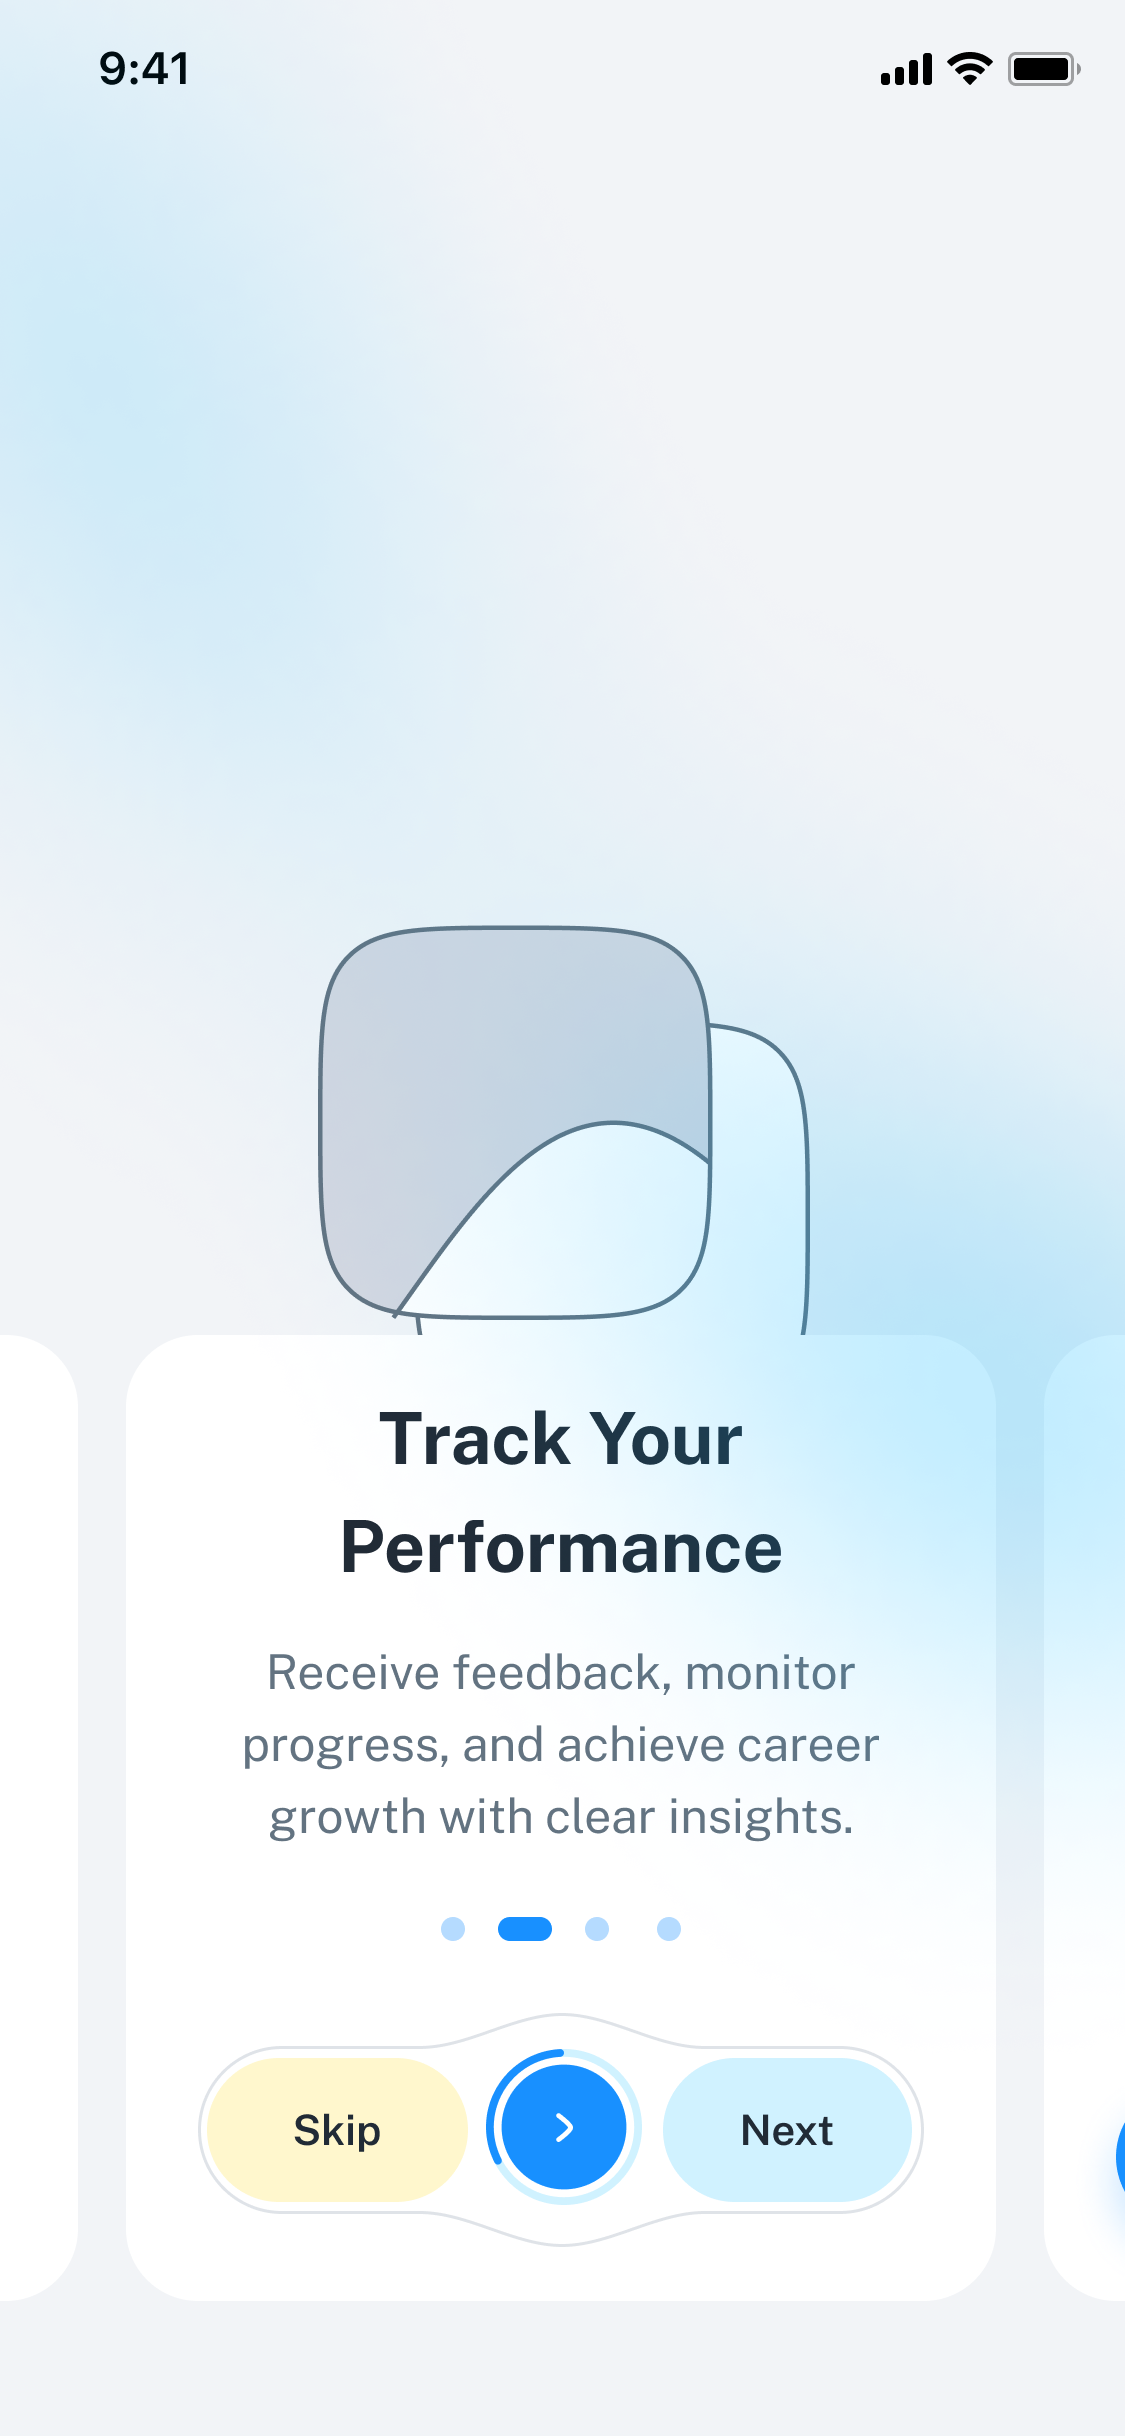 9:41
Track Your
Performance
Receive feedback, monitor
progress, and achieve career
growth with clear insights.
Skip
Next